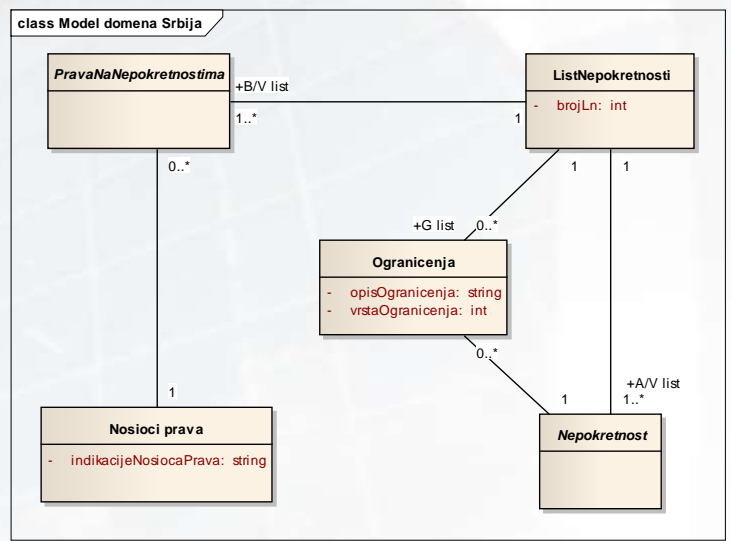 class Model domena Srbija
PravaNaNepokretnostima
+B/V list
1..*
1
ListNepokretnosti
- brojLn: int
0..*
1
1
+G list
0..*
Ogranicenja
- opisOgranicenja: string
- vrstaOgranicenja: int
0..*
1
+A/V list
1..*
1
Nosioci prava
- indikacijeNosiocaPrava: string
Nepokretnost